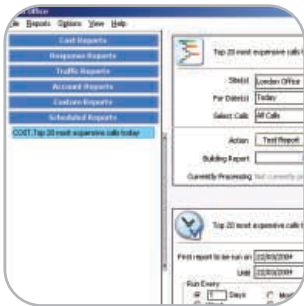 Office
Reports Options View Help
Cost Reports
Response Reports
Traffic Reports
Account Reports
Custom Reports
Scheduled Reports
COST:Top 20 most expensive calls today
Top 20 most expensive calls t
Site(s) London Office
For Date(s) Today
Select Calls All Calls
Action Test Report
Building Report
Currently Processing Not currently p
Top 20 most expensive calls t
First report to be run on 22/03/2004
Until 22/03/2004
Run Every
1 Days